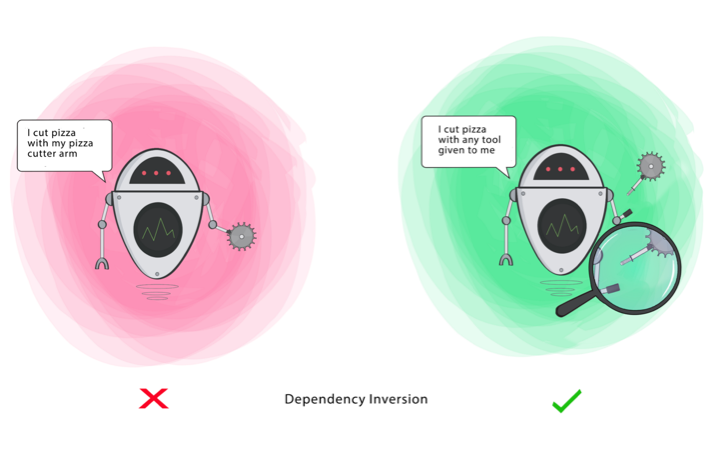 I cut pizza
with my pizza
cutter arm
I cut pizza
with any tool
given to me
Dependency Inversion